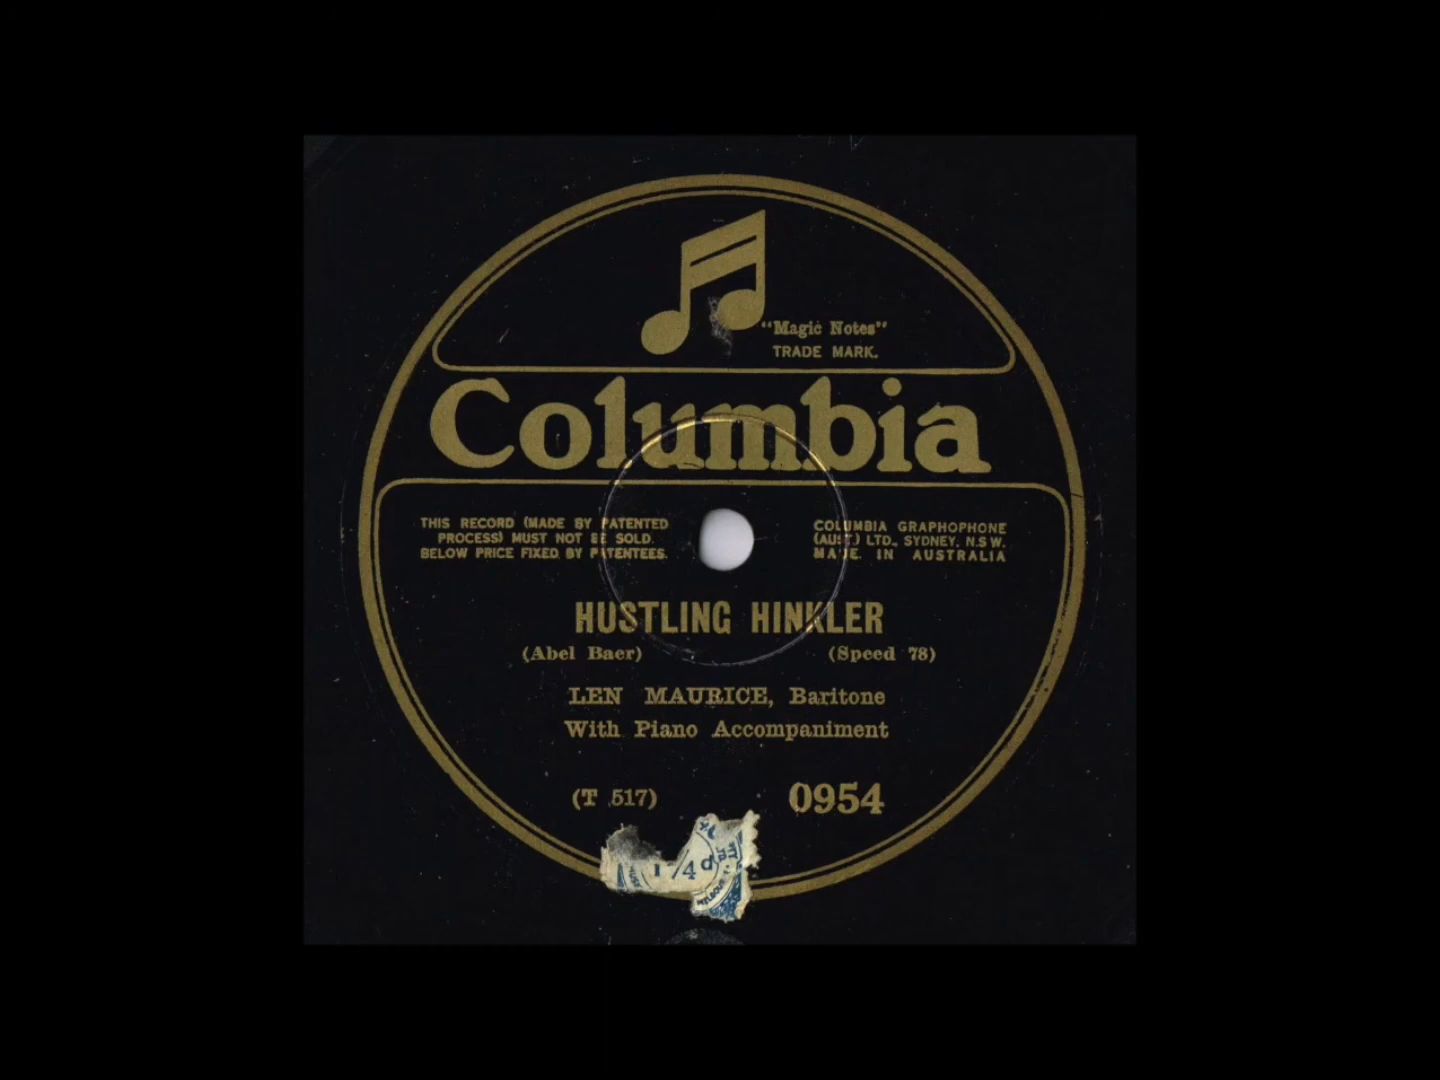 "Magic Notes"
TRADE MARK.
Columbia
THIS RECORD (MADE BY PATENTED
PROCESS) MUST NOT BE SOLD
BELOW PRICE FIXED BY PATENTEES.
COLUMBIA GRAPHOPHONE
(AUST.) LTD., SYDNEY, N.S.W.
MADE IN AUSTRALIA
HUSTLING HINKLER
(Abel Baer) (Speed 78)
LEN MAURICE, Baritone
With Piano Accompaniment
(T 517) 0954
1/4d